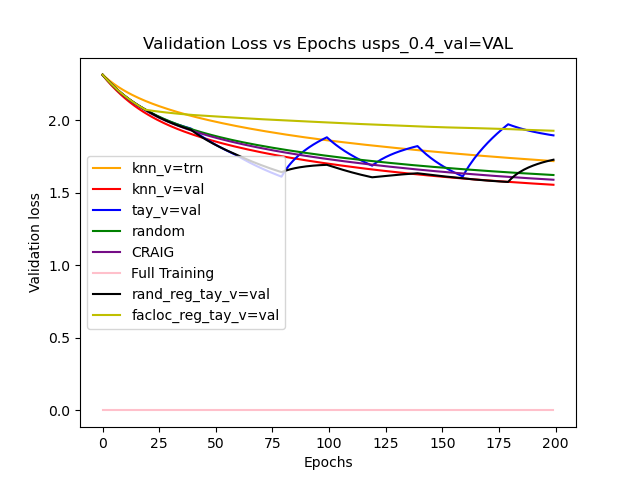 Validation Loss vs Epochs usps_0.4_val=VAL
Validation loss
2.0
1.5
1.0
0.5
0.0
knn_v=trn
knn_v=val
tay_v=val
random
CRAIG
Full Training
rand_reg_tay_v=val
facloc_reg_tay_v=val
0 25 50 75 100 125 150 175 200
Epochs